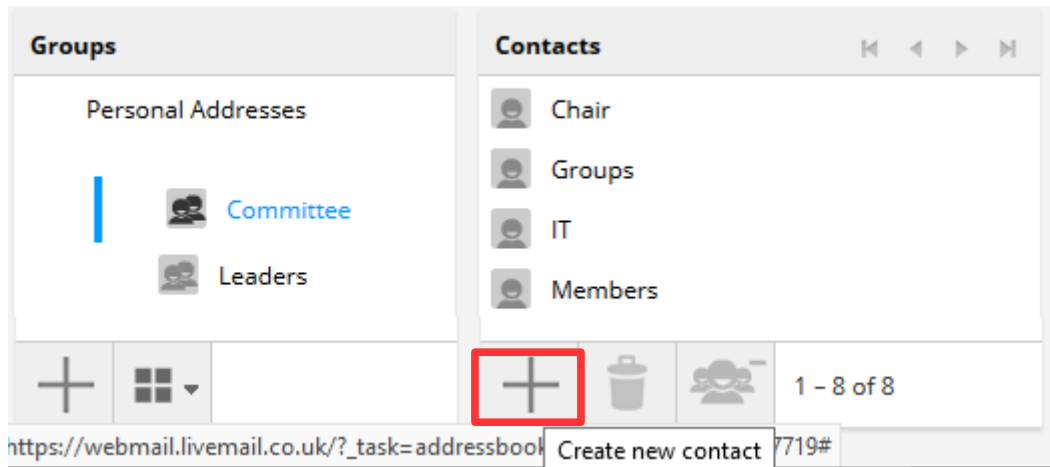 Groups
Personal Addresses
Committee
Leaders
Contacts
Chair
Groups
IT
Members
1 – 8 of 8
https://webmail.livemail.co.uk/?_task=addressbook
Create new contact
7719#